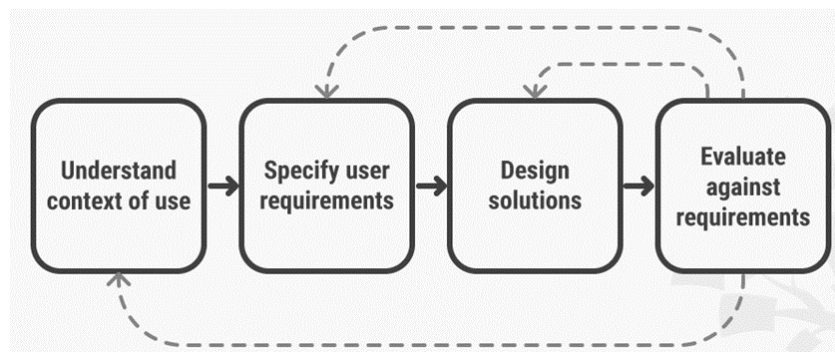 Understand
context of use
Specify user
requirements
Design
solutions
Evaluate
against
requirements